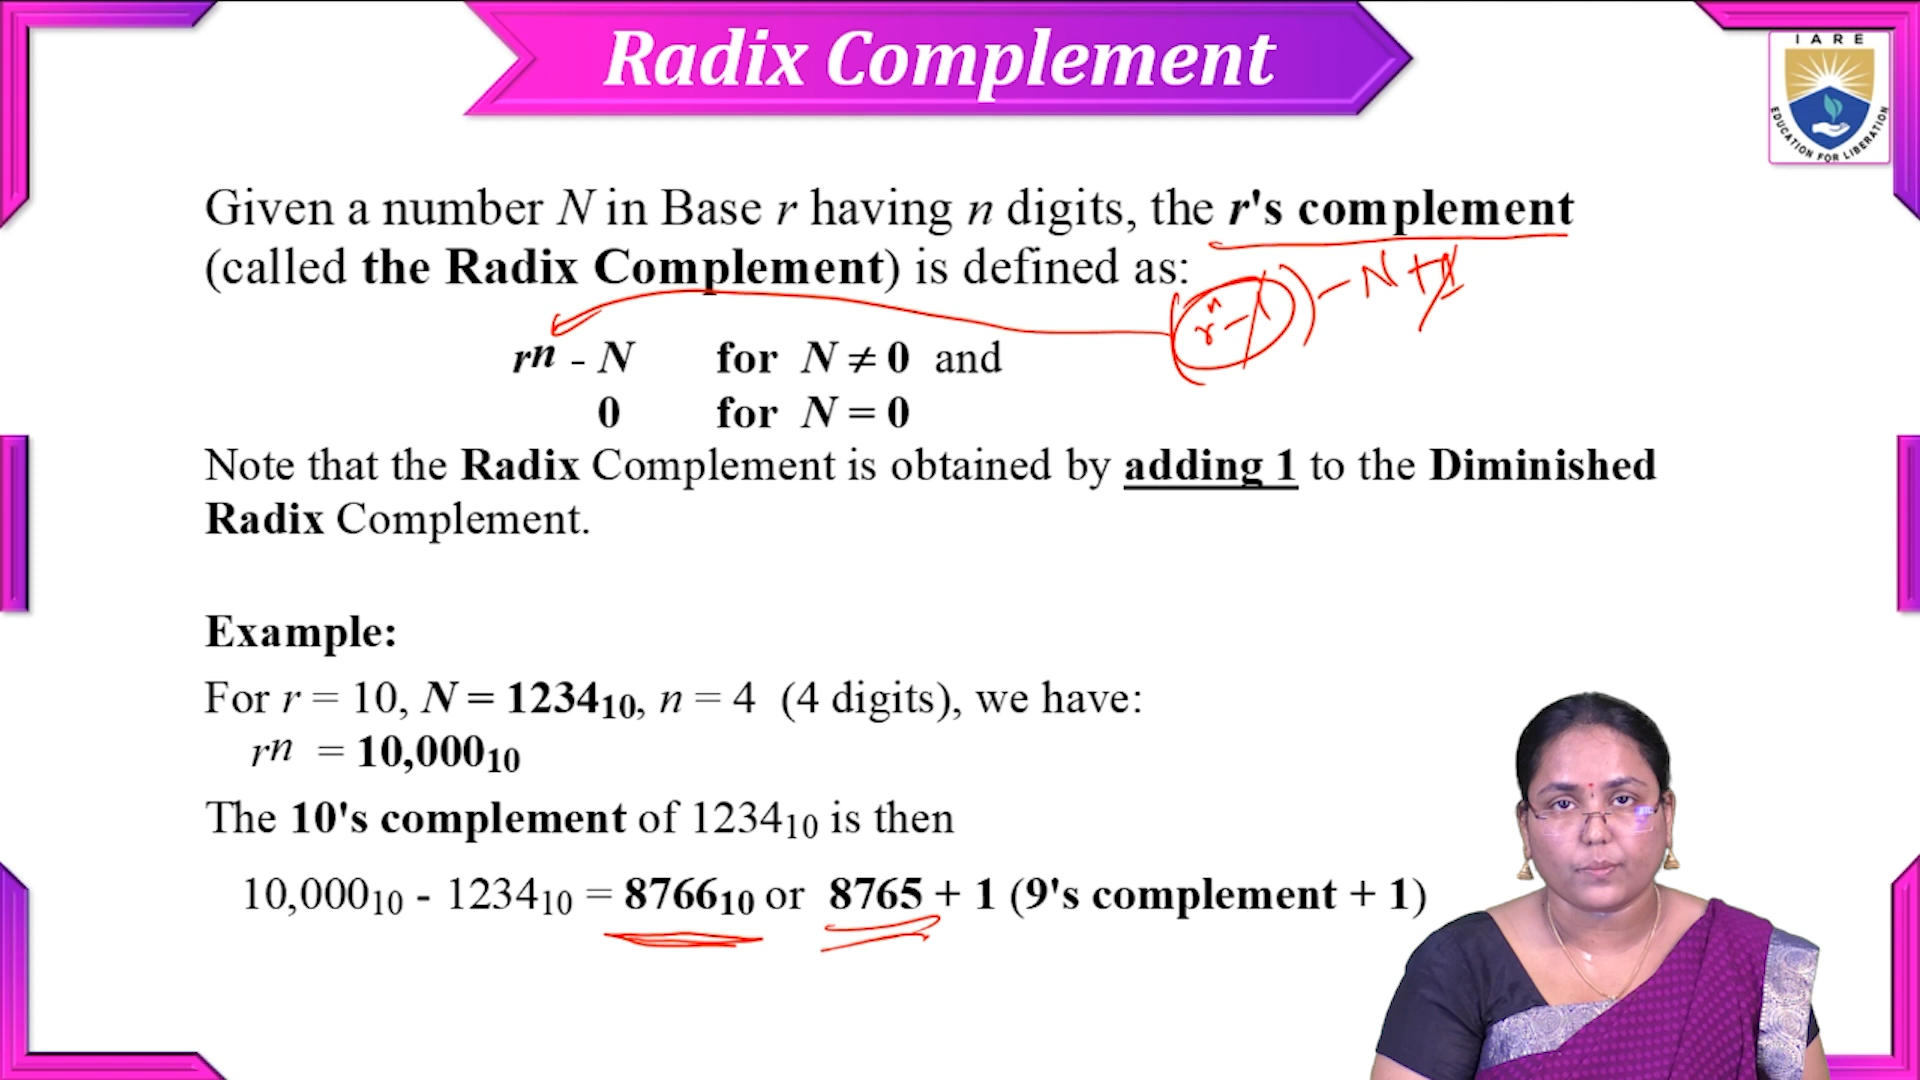 Radix Complement
IARE
EDUCATION FOR LIBERATION
Given a number N in Base r having n digits, the r's complement
(called the Radix Complement) is defined as:
(rⁿ - 1) - N + 1
rn - N for N ≠ 0 and
0 for N = 0
Note that the Radix Complement is obtained by adding 1 to the Diminished
Radix Complement.
Example:
For r = 10, N = 1234₁₀, n = 4 (4 digits), we have:
rn = 10,000₁₀
The 10's complement of 1234₁₀ is then
10,000₁₀ - 1234₁₀ = 8766₁₀ or 8765 + 1 (9's complement + 1)